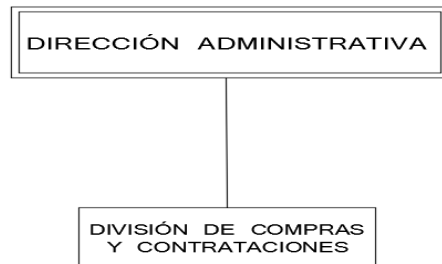 DIRECCIÓN ADMINISTRATIVA
DIVISIÓN DE COMPRAS
Y CONTRATACIONES